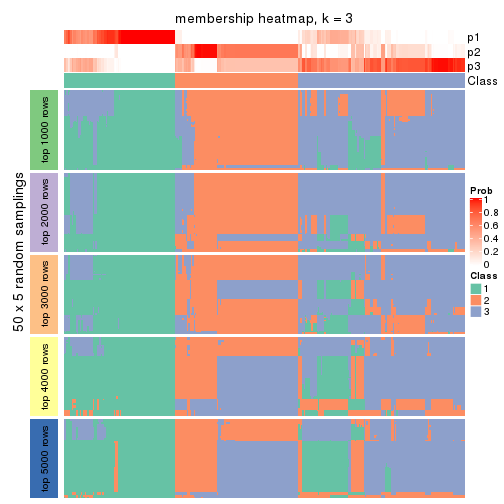 membership heatmap, k = 3
p1
p2
p3
Class
50 x 5 random samplings
top 1000 rows
top 2000 rows
top 3000 rows
top 4000 rows
top 5000 rows
Prob
1
0.8
0.6
0.4
0.2
0
Class
1
2
3